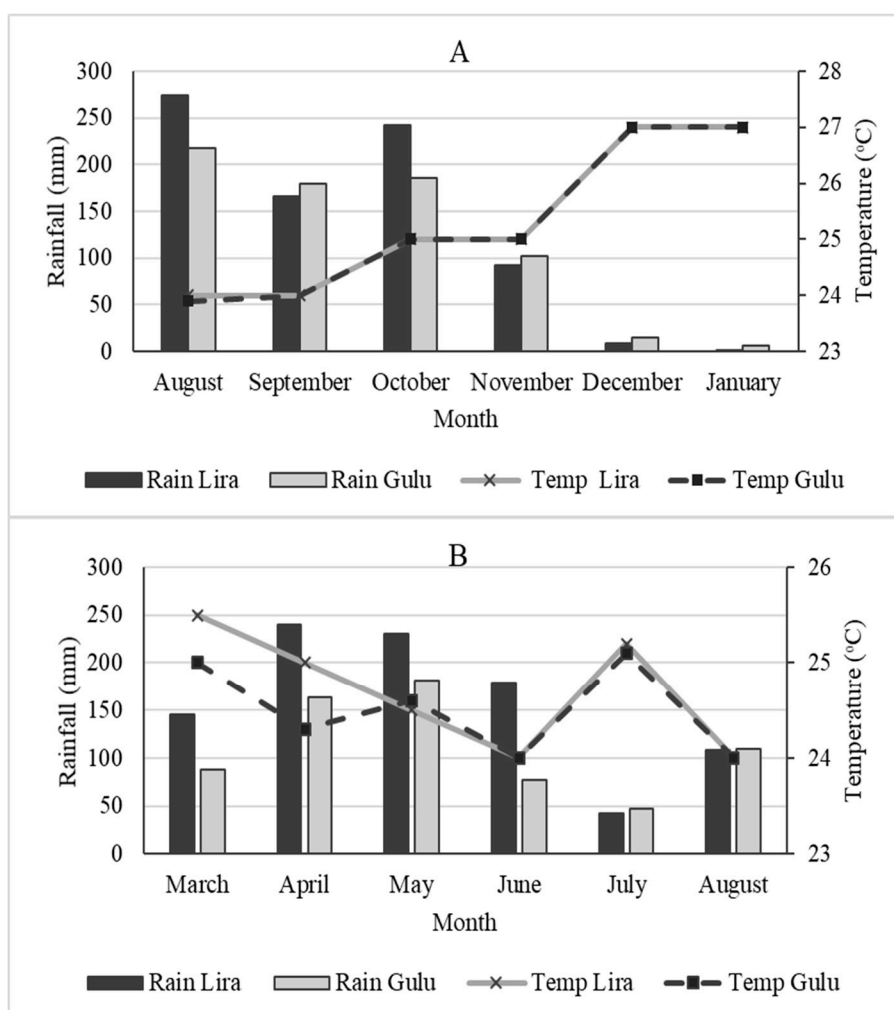 A
300
250
200
150
100
50
0
Rainfall (mm)
28
27
26
25
24
23
Temperature (°C)
August September October November December January
Month
Rain Lira Rain Gulu Temp Lira Temp Gulu
B
300
250
200
150
100
50
0
Rainfall (mm)
26
25
24
23
Temperature (°C)
March April May June July August
Month
Rain Lira Rain Gulu Temp Lira Temp Gulu